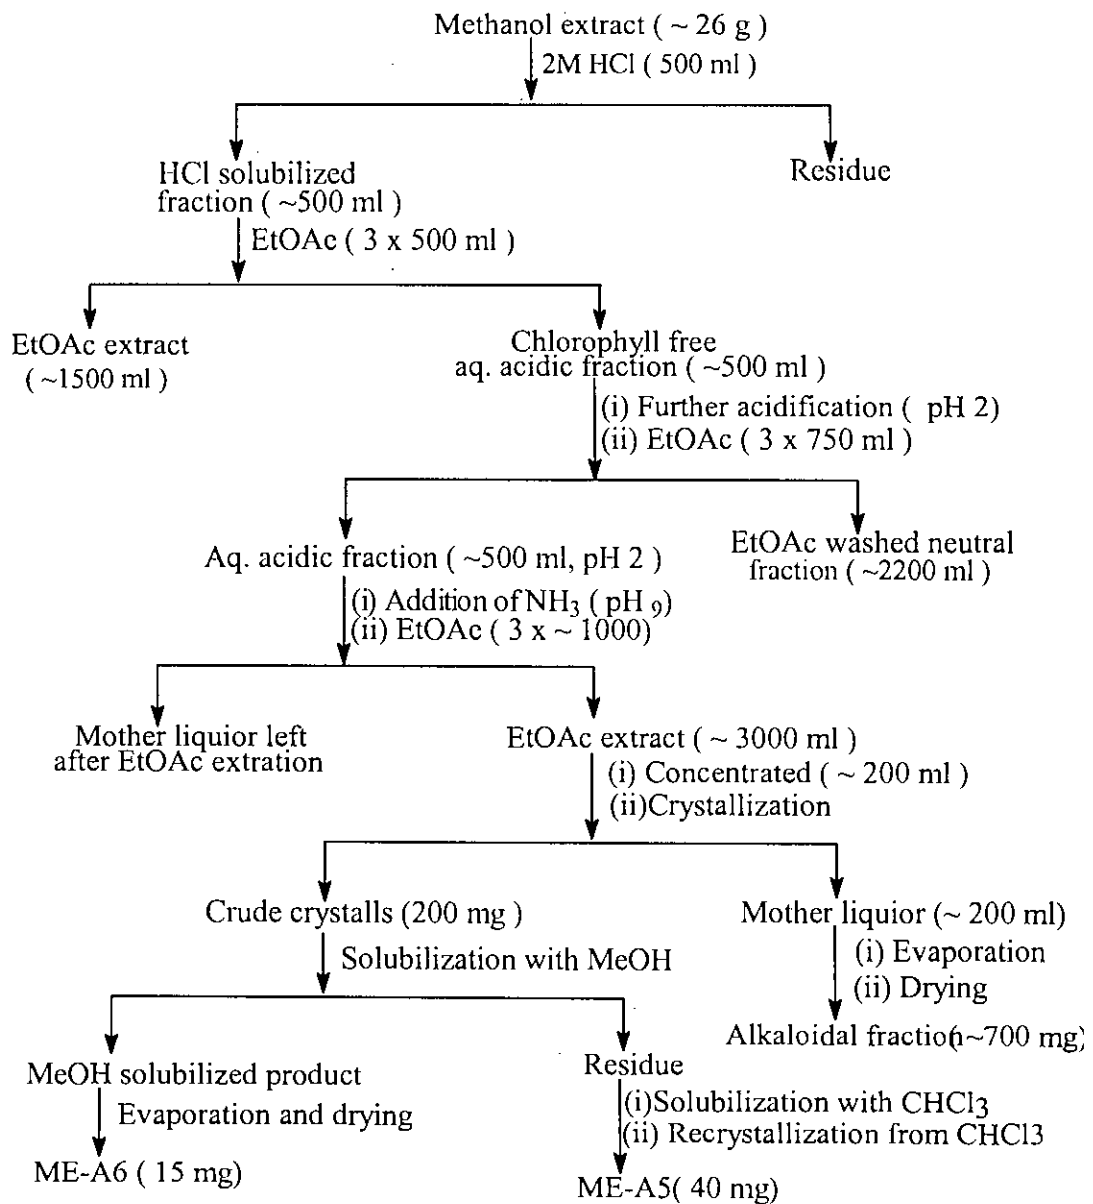 Methanol extract ( ~ 26 g )
2M HCl ( 500 ml )
HCl solubilized
fraction ( ~500 ml )
Residue
EtOAc ( 3 x 500 ml )
EtOAc extract
( ~1500 ml )
Chlorophyll free
aq. acidic fraction ( ~500 ml )
(i) Further acidification ( pH 2)
(ii) EtOAc ( 3 x 750 ml )
Aq. acidic fraction ( ~500 ml, pH 2 )
EtOAc washed neutral
fraction ( ~2200 ml )
(i) Addition of NH3 ( pH 9)
(ii) EtOAc ( 3 x ~ 1000)
Mother liquior left
after EtOAc extration
EtOAc extract ( ~ 3000 ml )
(i) Concentrated ( ~ 200 ml )
(ii)Crystallization
Crude crystalls (200 mg )
Mother liquior (~ 200 ml)
Solubilization with MeOH
(i) Evaporation
(ii) Drying
Alkaloidal fraction(~700 mg)
MeOH solubilized product
Residue
Evaporation and drying
(i)Solubilization with CHCl3
(ii) Recrystallization from CHCl3
ME-A6 ( 15 mg)
ME-A5( 40 mg)